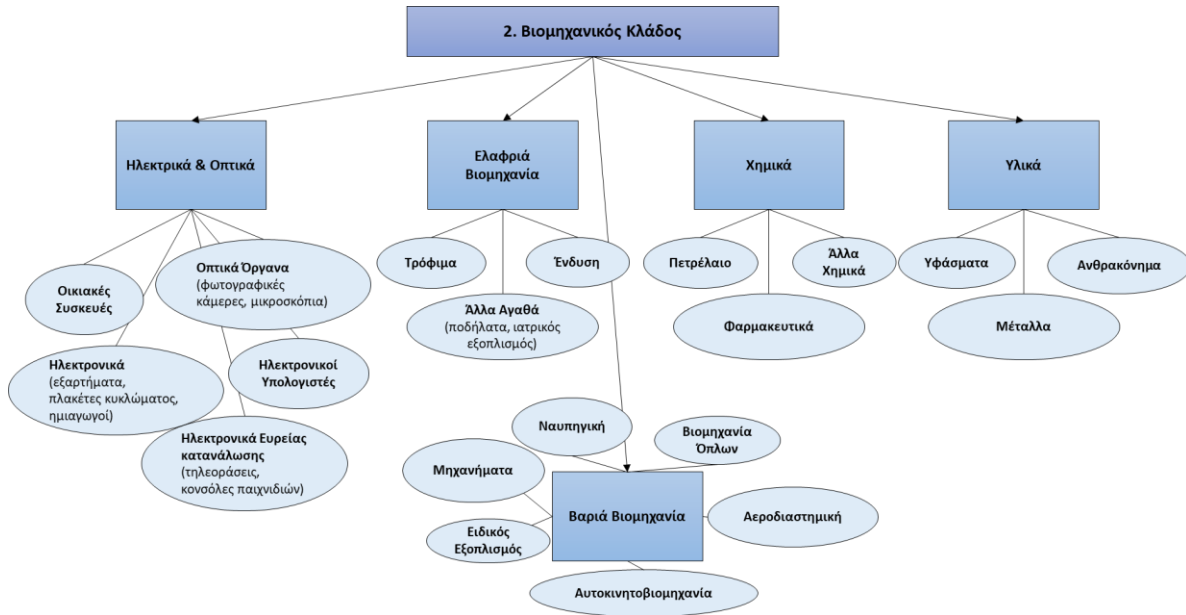 2. Βιομηχανικός Κλάδος
Ηλεκτρικά & Οπτικά
Ελαφριά
Βιομηχανία
Χημικά
Υλικά
Οικιακές
Συσκευές
Οπτικά Όργανα
(φωτογραφικές
κάμερες, μικροσκόπια)
Ηλεκτρονικά
(εξαρτήματα,
πλακέτες κυκλώματος,
ημιαγωγοί)
Ηλεκτρονικοί
Υπολογιστές
Ηλεκτρονικά Ευρείας
κατανάλωσης
(τηλεοράσεις,
κονσόλες παιχνιδιών)
Τρόφιμα
Ένδυση
Άλλα Αγαθά
(ποδήλατα, ιατρικός
εξοπλισμός)
Πετρέλαιο
Άλλα
Χημικά
Φαρμακευτικά
Υφάσματα
Ανθρακόνημα
Μέταλλα
Ναυπηγική
Βιομηχανία
Όπλων
Μηχανήματα
Βαριά Βιομηχανία
Αεροδιαστημική
Ειδικός
Εξοπλισμός
Αυτοκινητοβιομηχανία